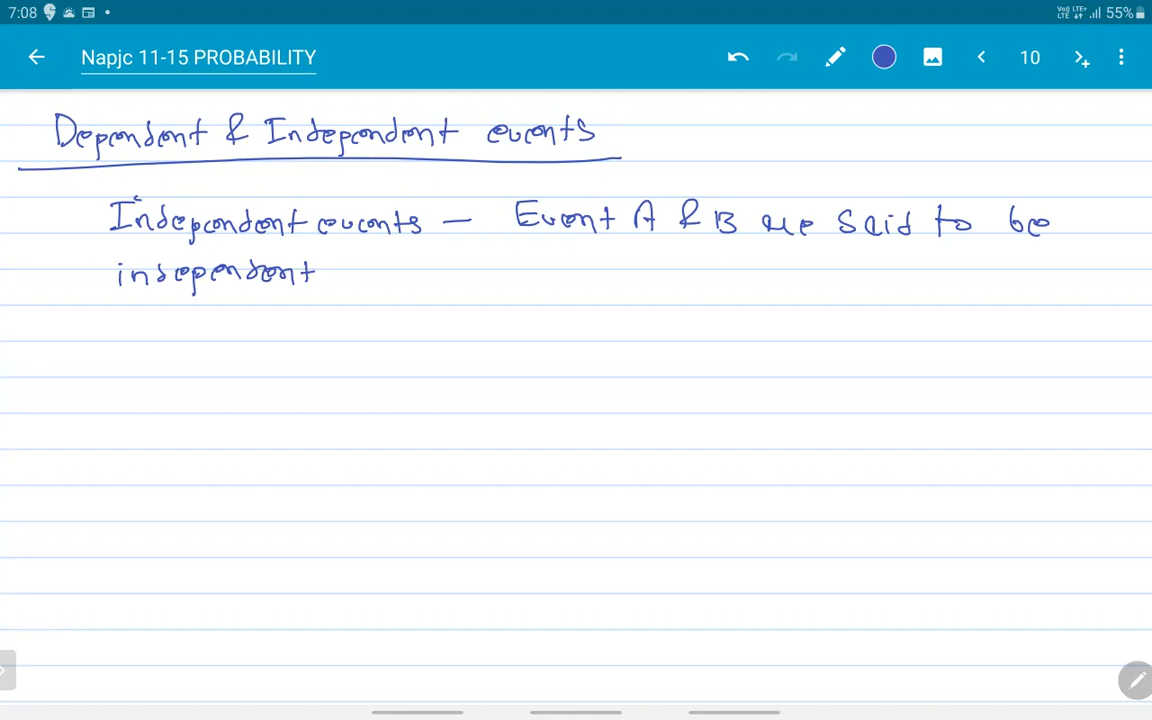 7:08 55%
Napjc 11-15 PROBABILITY 10
Dependent & Independent events
Independent events — Event A & B are said to be
independent